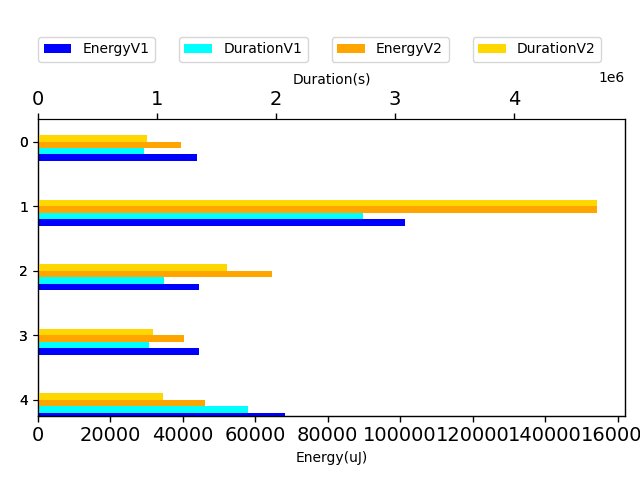 EnergyV1 DurationV1 EnergyV2 DurationV2
Duration(s) 1e6
0 1 2 3 4
0
1
2
3
4
0 20000 40000 60000 80000 100000 120000 140000 16000
Energy(uJ)